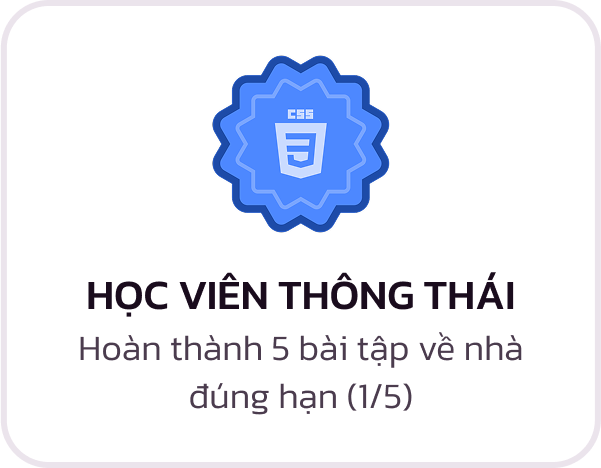 CSS
HỌC VIÊN THÔNG THÁI
Hoàn thành 5 bài tập về nhà
đúng hạn (1/5)